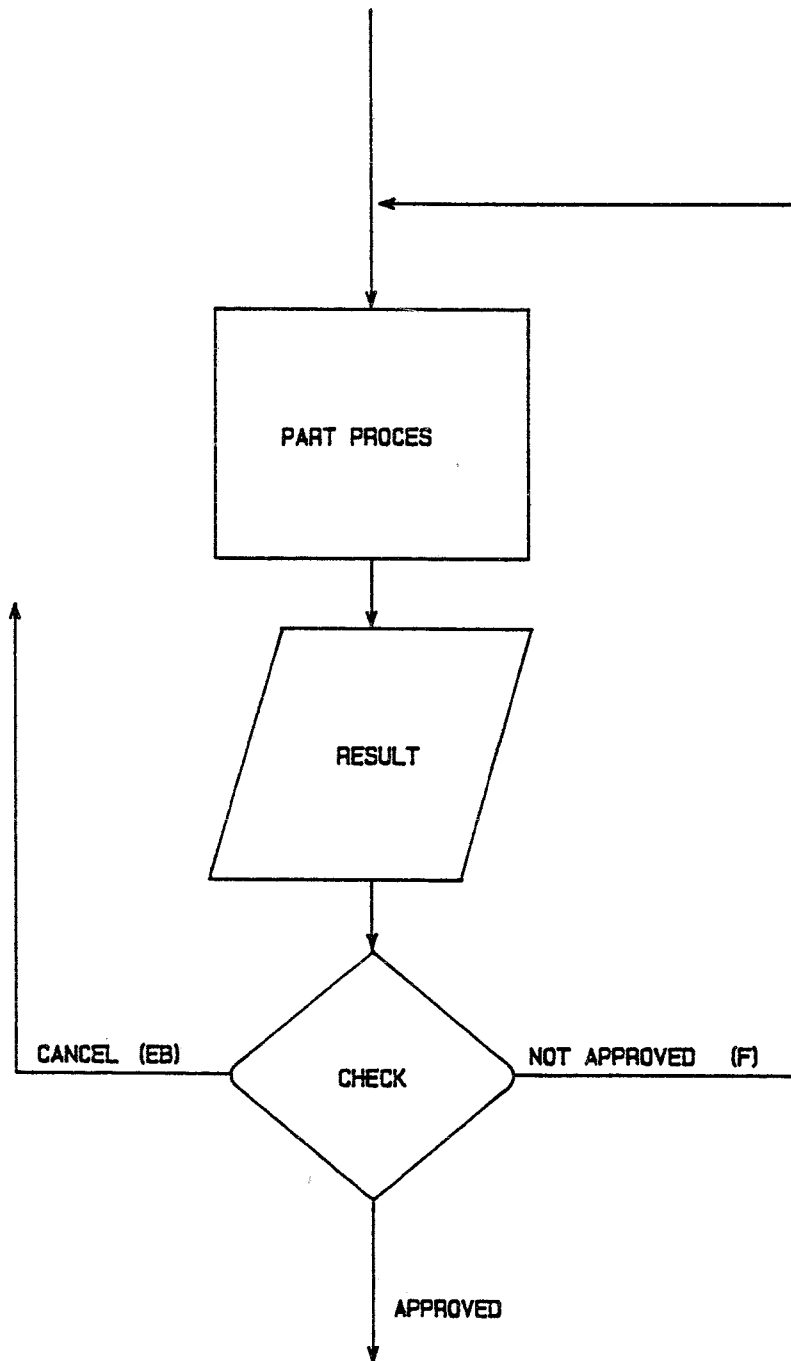 PART PROCES
RESULT
CANCEL (EB)
CHECK
NOT APPROVED (F)
APPROVED